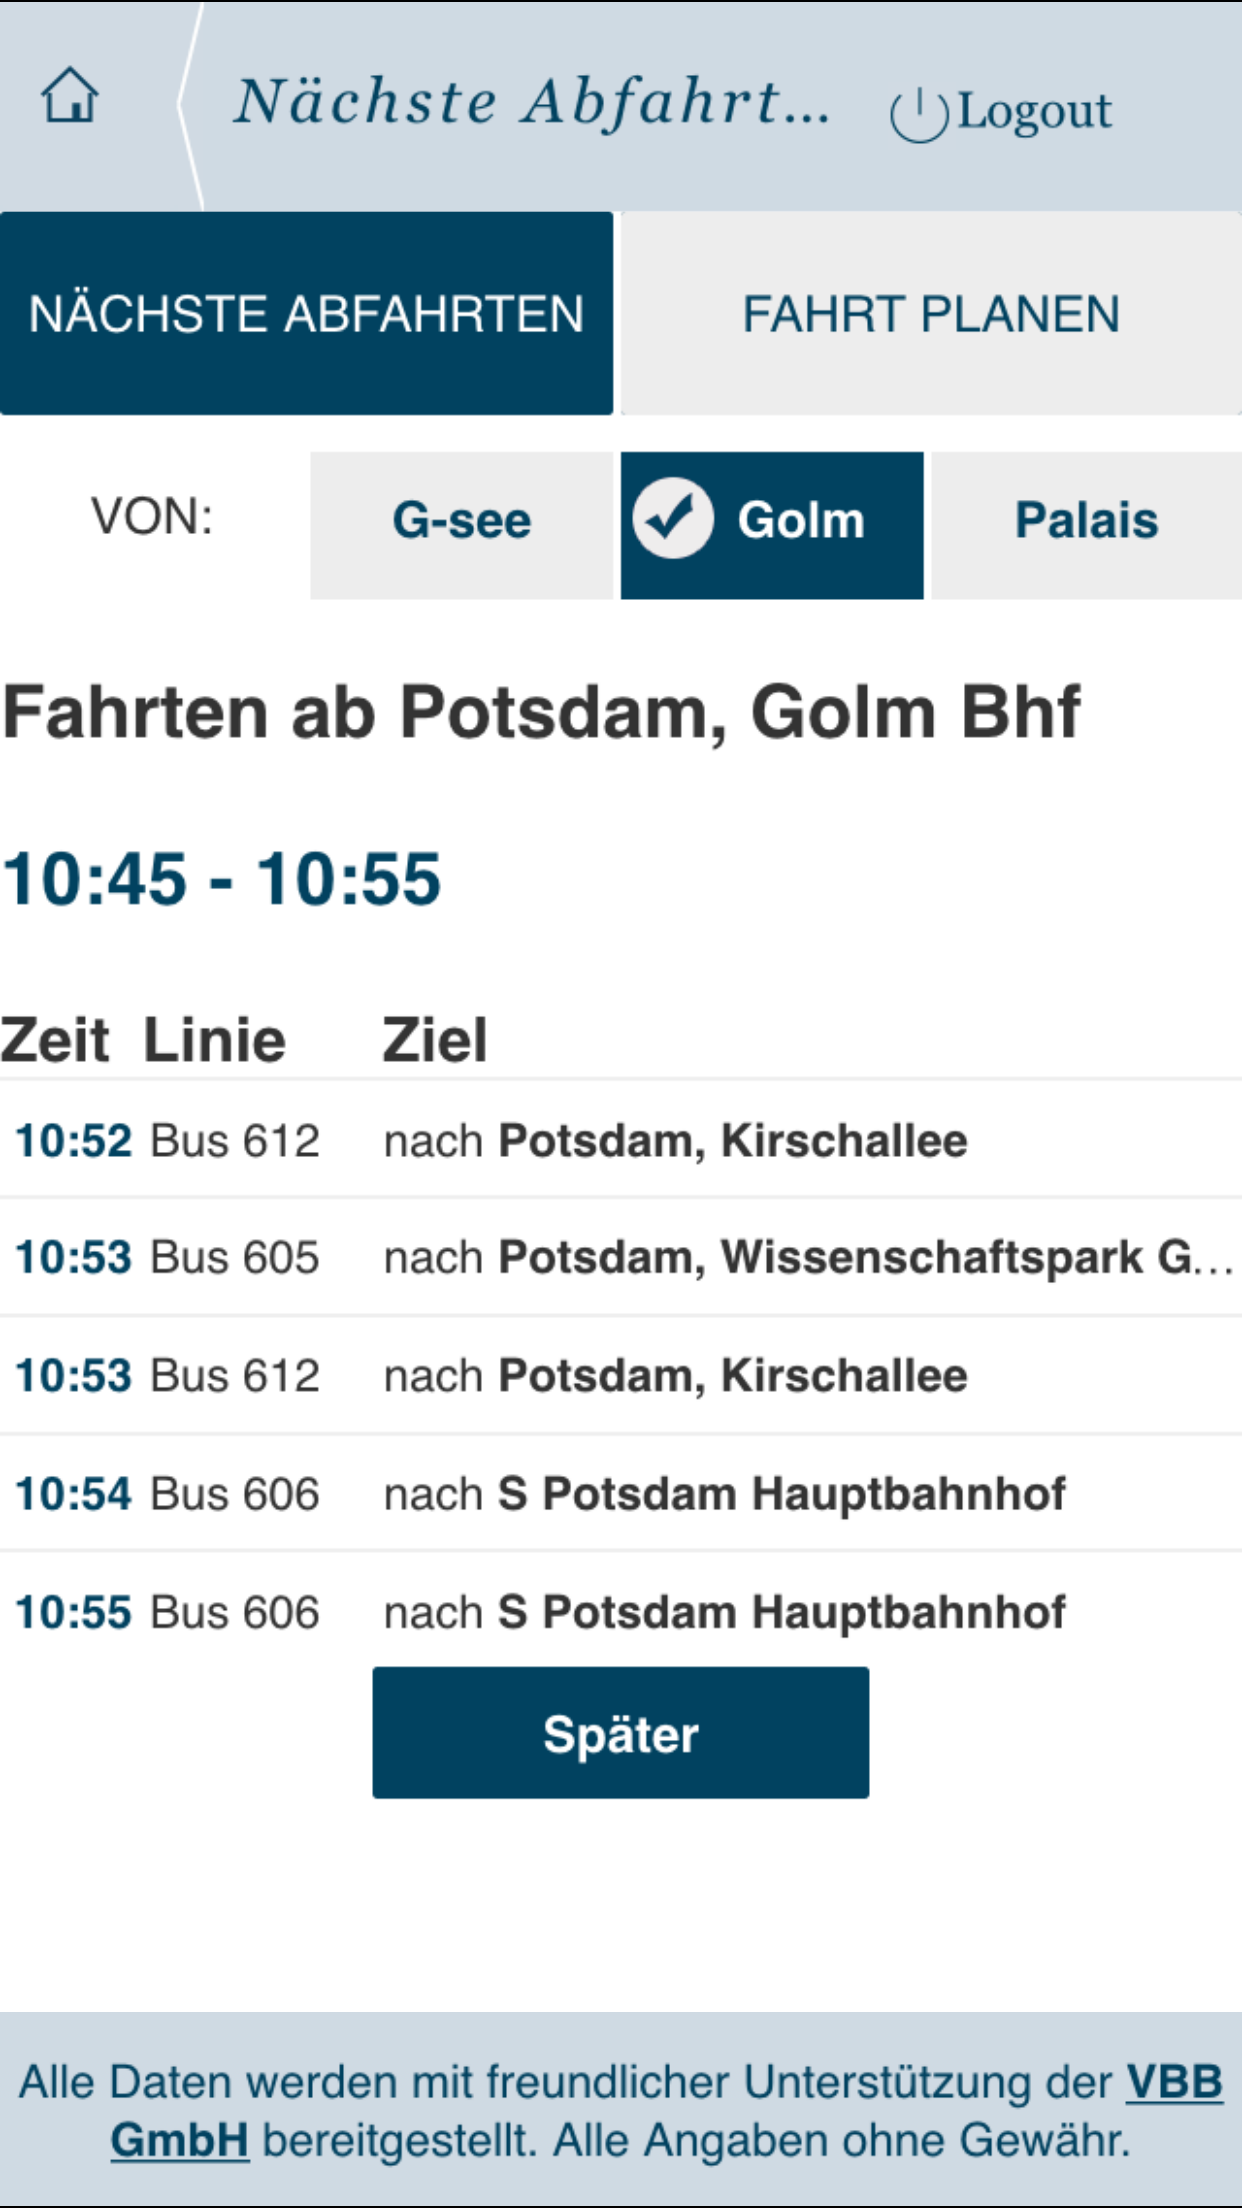 Nächste Abfahrt...
Logout
NÄCHSTE ABFAHRTEN
FAHRT PLANEN
VON:
G-see
Golm
Palais
Fahrten ab Potsdam, Golm Bhf
10:45 - 10:55
Zeit Linie Ziel
10:52 Bus 612 nach Potsdam, Kirschallee
10:53 Bus 605 nach Potsdam, Wissenschaftspark G...
10:53 Bus 612 nach Potsdam, Kirschallee
10:54 Bus 606 nach S Potsdam Hauptbahnhof
10:55 Bus 606 nach S Potsdam Hauptbahnhof
Später
Alle Daten werden mit freundlicher Unterstützung der VBB
GmbH bereitgestellt. Alle Angaben ohne Gewähr.